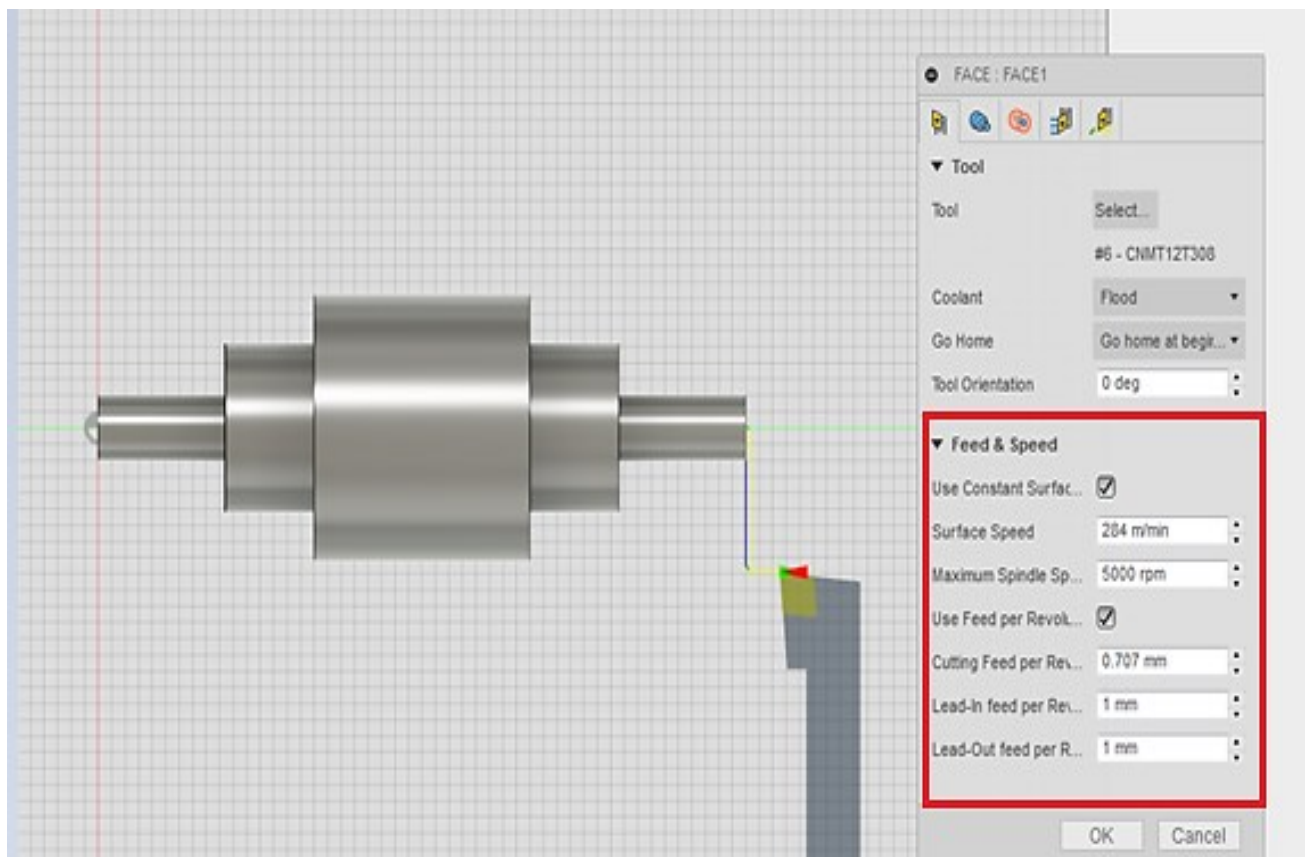 FACE : FACE1
Tool
Tool Select...
#6 - CNMT12T308
Coolant Flood
Go Home Go home at begir...
Tool Orientation 0 deg
Feed & Speed
Use Constant Surfac...
Surface Speed 284 m/min
Maximum Spindle Sp... 5000 rpm
Use Feed per Revolu...
Cutting Feed per Rev... 0.707 mm
Lead-In feed per Rev... 1 mm
Lead-Out feed per R... 1 mm
OK Cancel